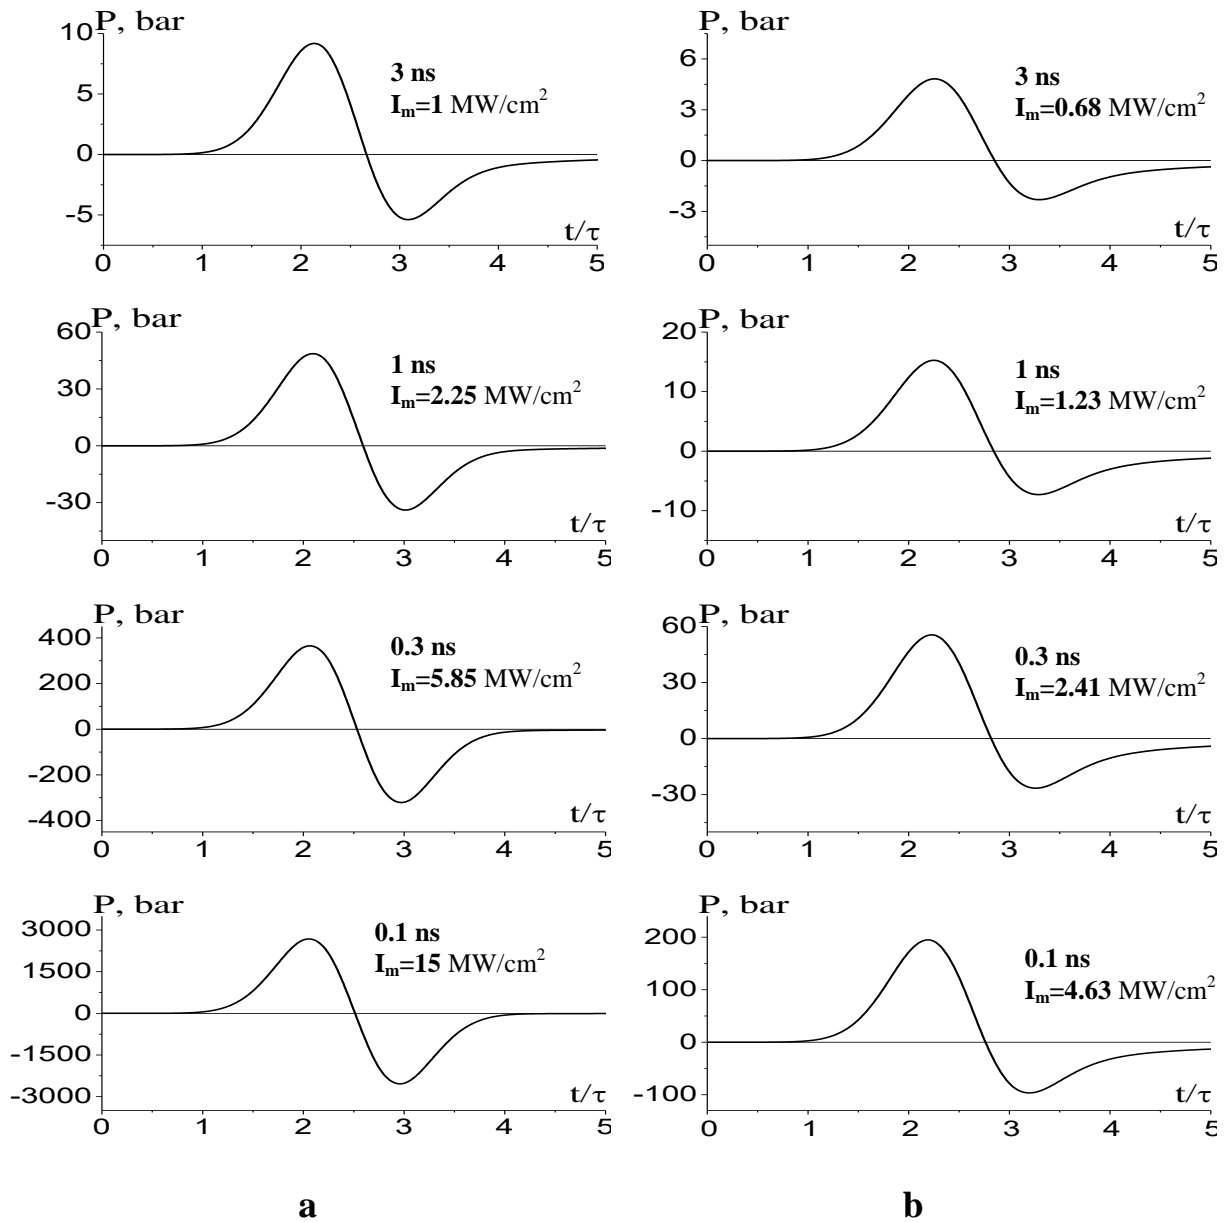 P, bar
10
5
0
-5
3 ns
I_m=1 MW/cm²
t/τ
0 1 2 3 4 5
P, bar
6
3
0
-3
3 ns
I_m=0.68 MW/cm²
t/τ
0 1 2 3 4 5
P, bar
60
30
0
-30
1 ns
I_m=2.25 MW/cm²
t/τ
0 1 2 3 4 5
P, bar
20
10
0
-10
1 ns
I_m=1.23 MW/cm²
t/τ
0 1 2 3 4 5
P, bar
400
200
0
-200
-400
0.3 ns
I_m=5.85 MW/cm²
t/τ
0 1 2 3 4 5
P, bar
60
30
0
-30
0.3 ns
I_m=2.41 MW/cm²
t/τ
0 1 2 3 4 5
P, bar
3000
1500
0
-1500
-3000
0.1 ns
I_m=15 MW/cm²
t/τ
0 1 2 3 4 5
P, bar
200
100
0
-100
0.1 ns
I_m=4.63 MW/cm²
t/τ
0 1 2 3 4 5
a
b